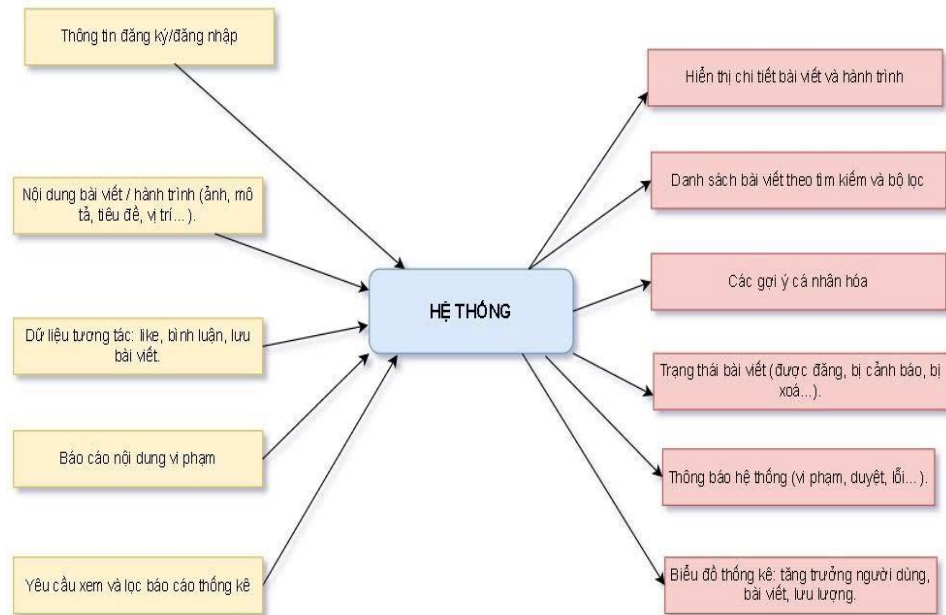 Thông tin đăng ký/đăng nhập
Nội dung bài viết / hành trình (ảnh, mô
tả, tiêu đề, vị trí...).
Dữ liệu tương tác: like, bình luận, lưu
bài viết.
Báo cáo nội dung vi phạm
Yêu cầu xem và lọc báo cáo thống kê
HỆ THỐNG
Hiển thị chi tiết bài viết và hành trình
Danh sách bài viết theo tìm kiếm và bộ lọc
Các gợi ý cá nhân hóa
Trạng thái bài viết (được đăng, bị cảnh báo, bị
xoá...).
Thông báo hệ thống (vi phạm, duyệt, lỗi...).
Biểu đồ thống kê: tăng trưởng người dùng,
bài viết, lưu lượng.